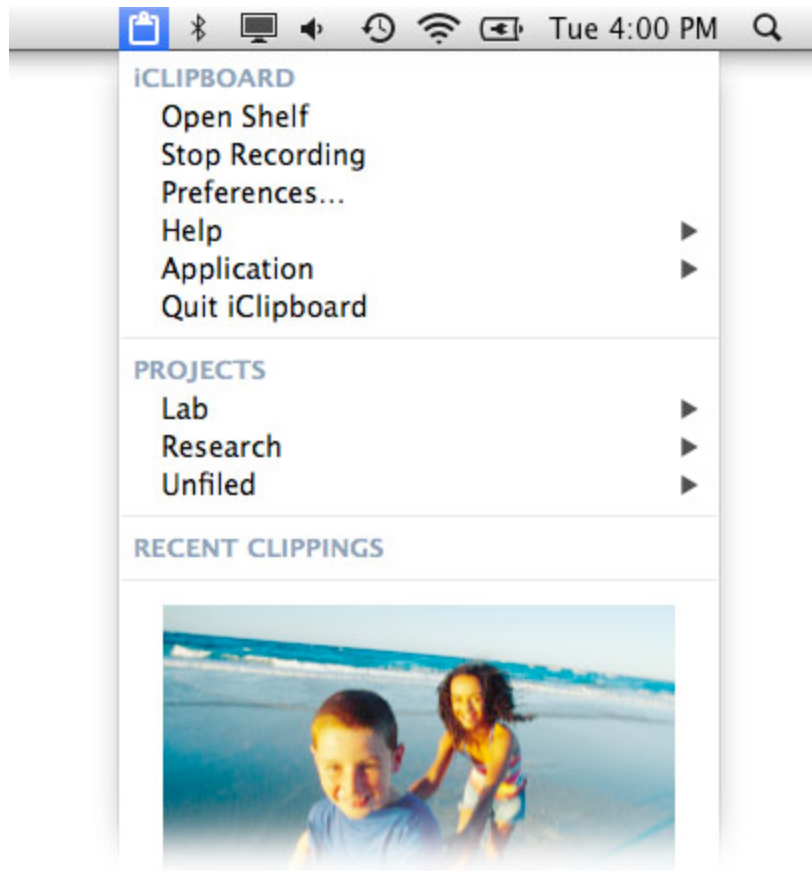 Tue 4:00 PM
iCLIPBOARD
Open Shelf
Stop Recording
Preferences...
Help
Application
Quit iClipboard
PROJECTS
Lab
Research
Unfiled
RECENT CLIPPINGS